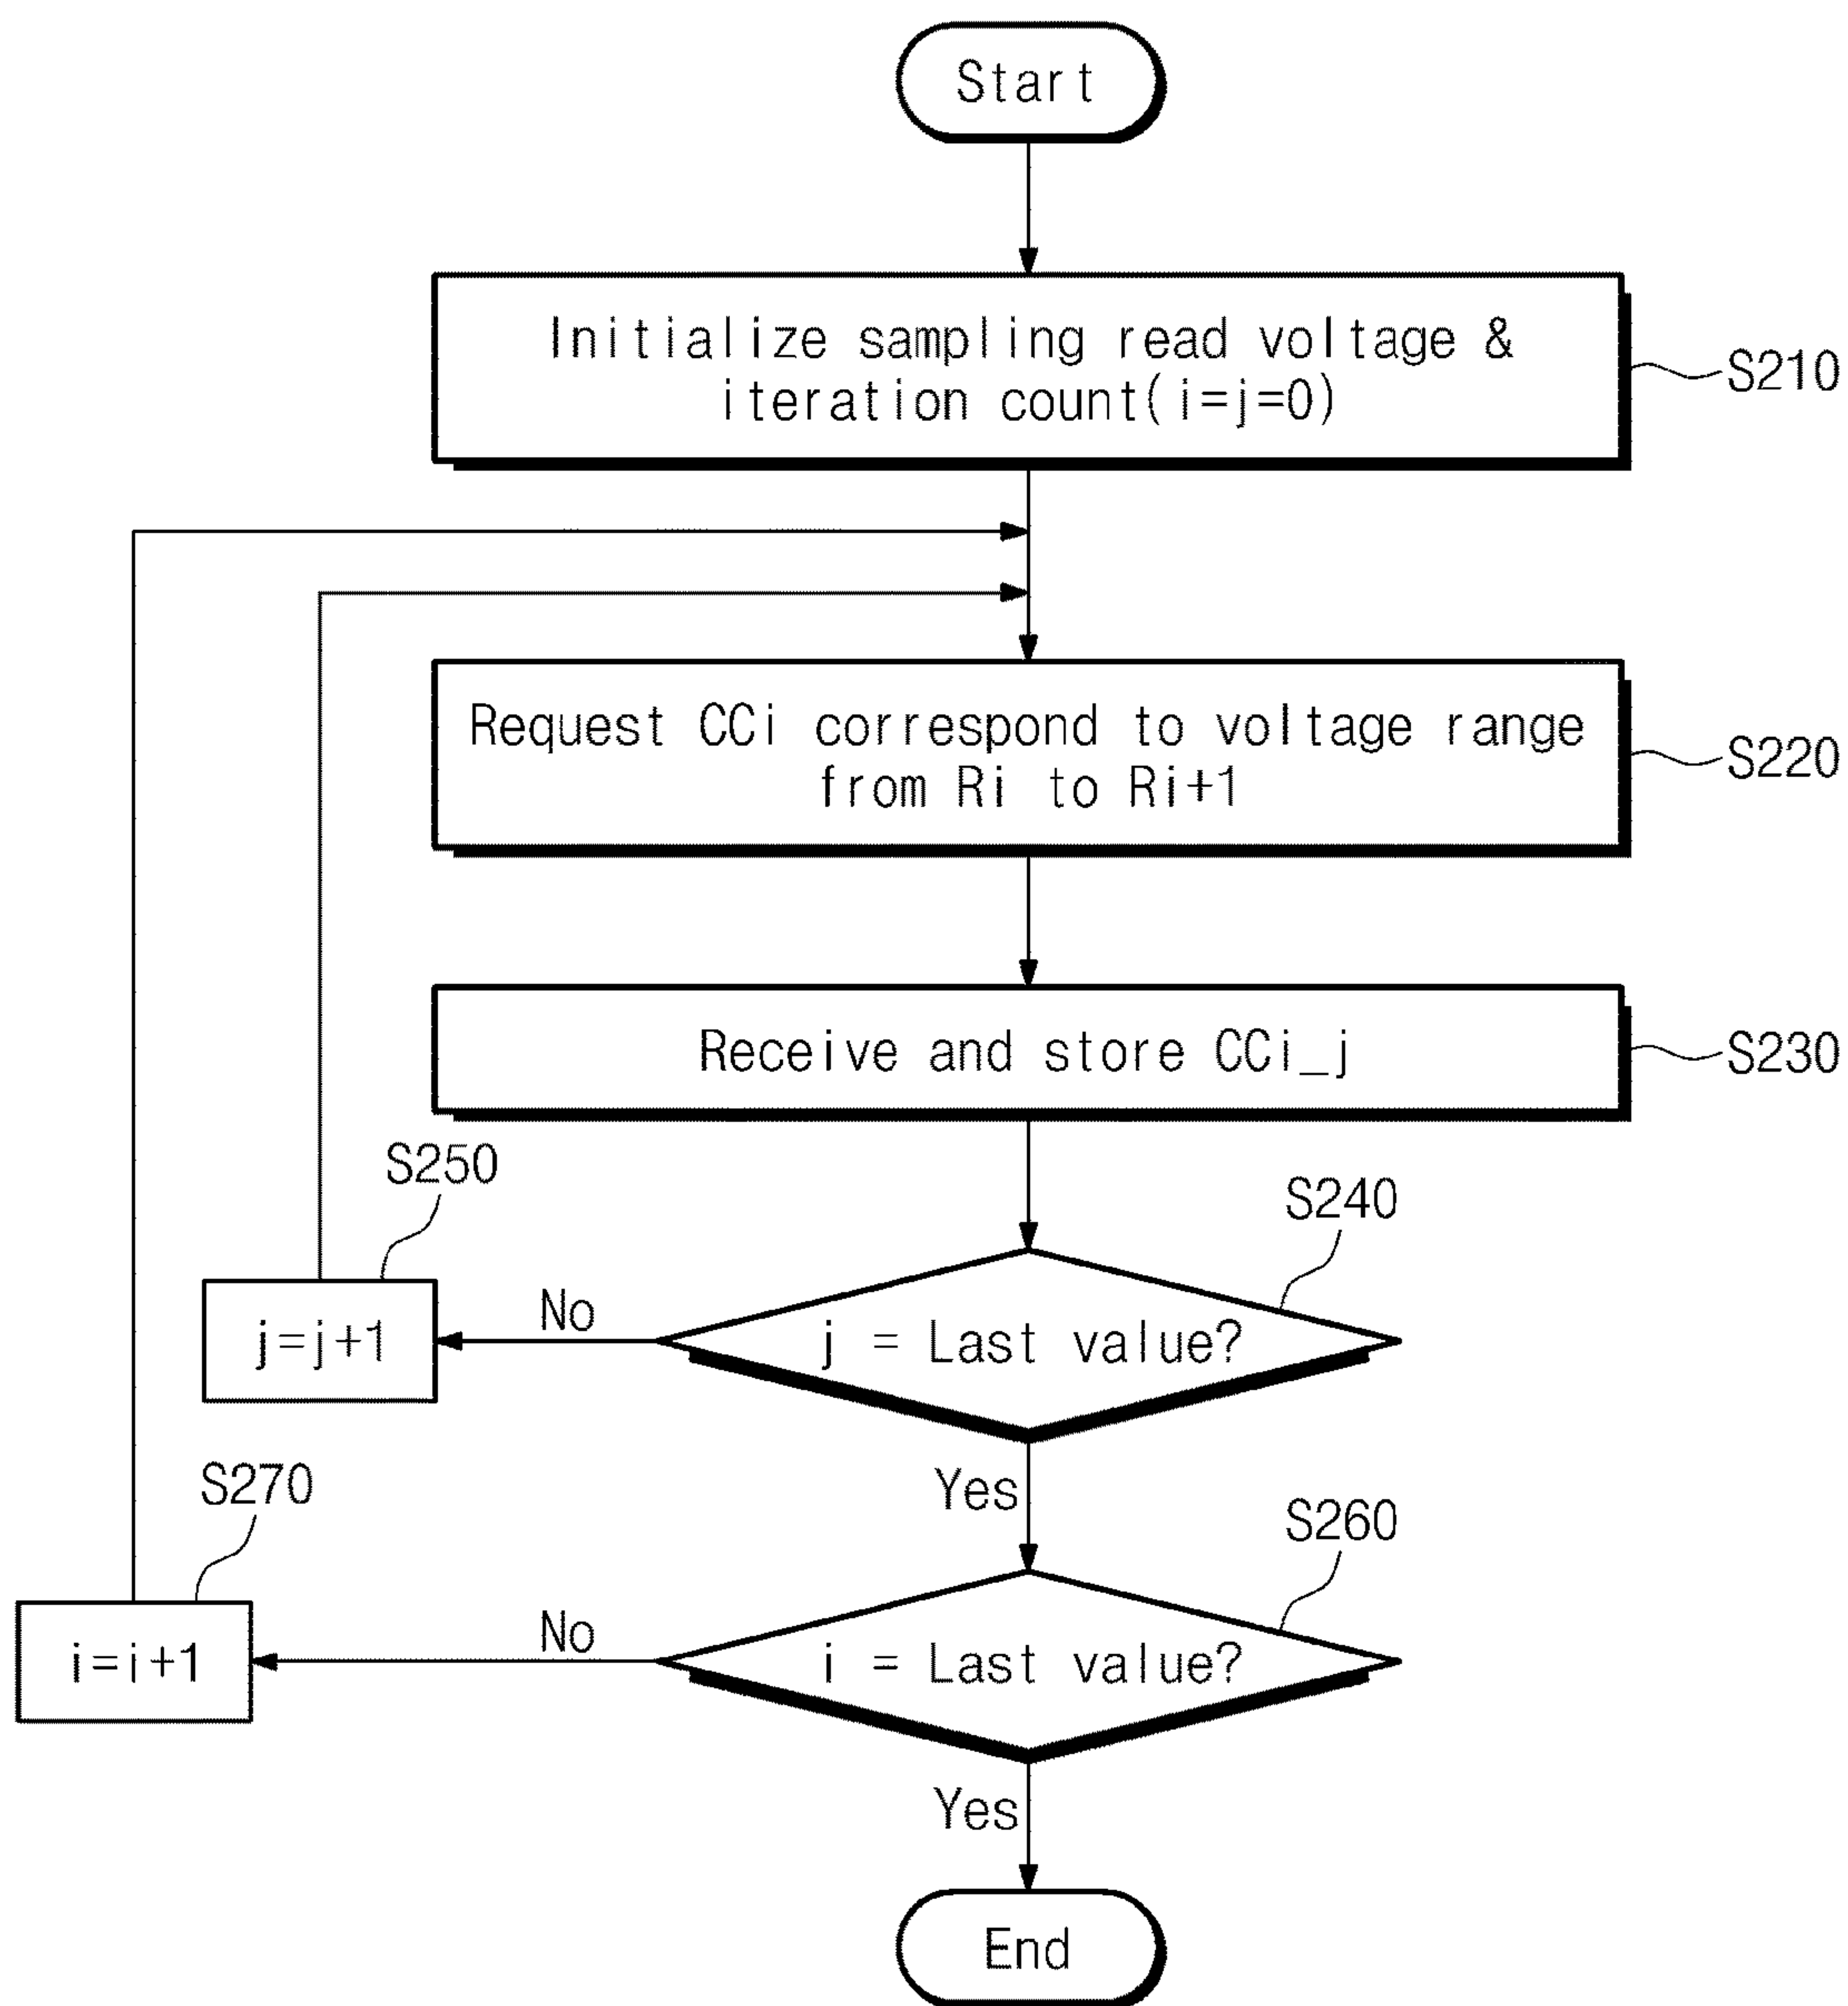 Start
Initialize sampling read voltage &
iteration count(i=j=0)
S210
Request CCi correspond to voltage range
from Ri to Ri+1
S220
Receive and store CCi_j
S230
S250
S240
j=j+1
No
j = Last value?
Yes
S270
S260
i=i+1
No
i = Last value?
Yes
End